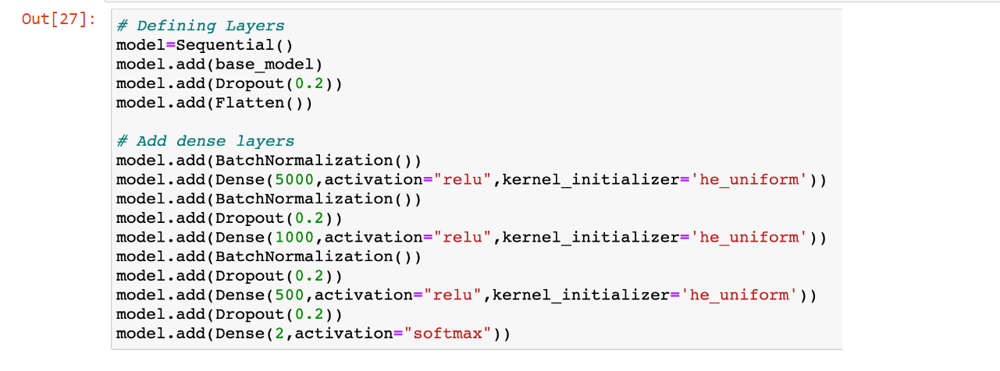 Out[27]:
# Defining Layers
model=Sequential()
model.add(base_model)
model.add(Dropout(0.2))
model.add(Flatten())
# Add dense layers
model.add(BatchNormalization())
model.add(Dense(5000,activation="relu",kernel_initializer='he_uniform'))
model.add(BatchNormalization())
model.add(Dropout(0.2))
model.add(Dense(1000,activation="relu",kernel_initializer='he_uniform'))
model.add(BatchNormalization())
model.add(Dropout(0.2))
model.add(Dense(500,activation="relu",kernel_initializer='he_uniform'))
model.add(Dropout(0.2))
model.add(Dense(2,activation="softmax"))